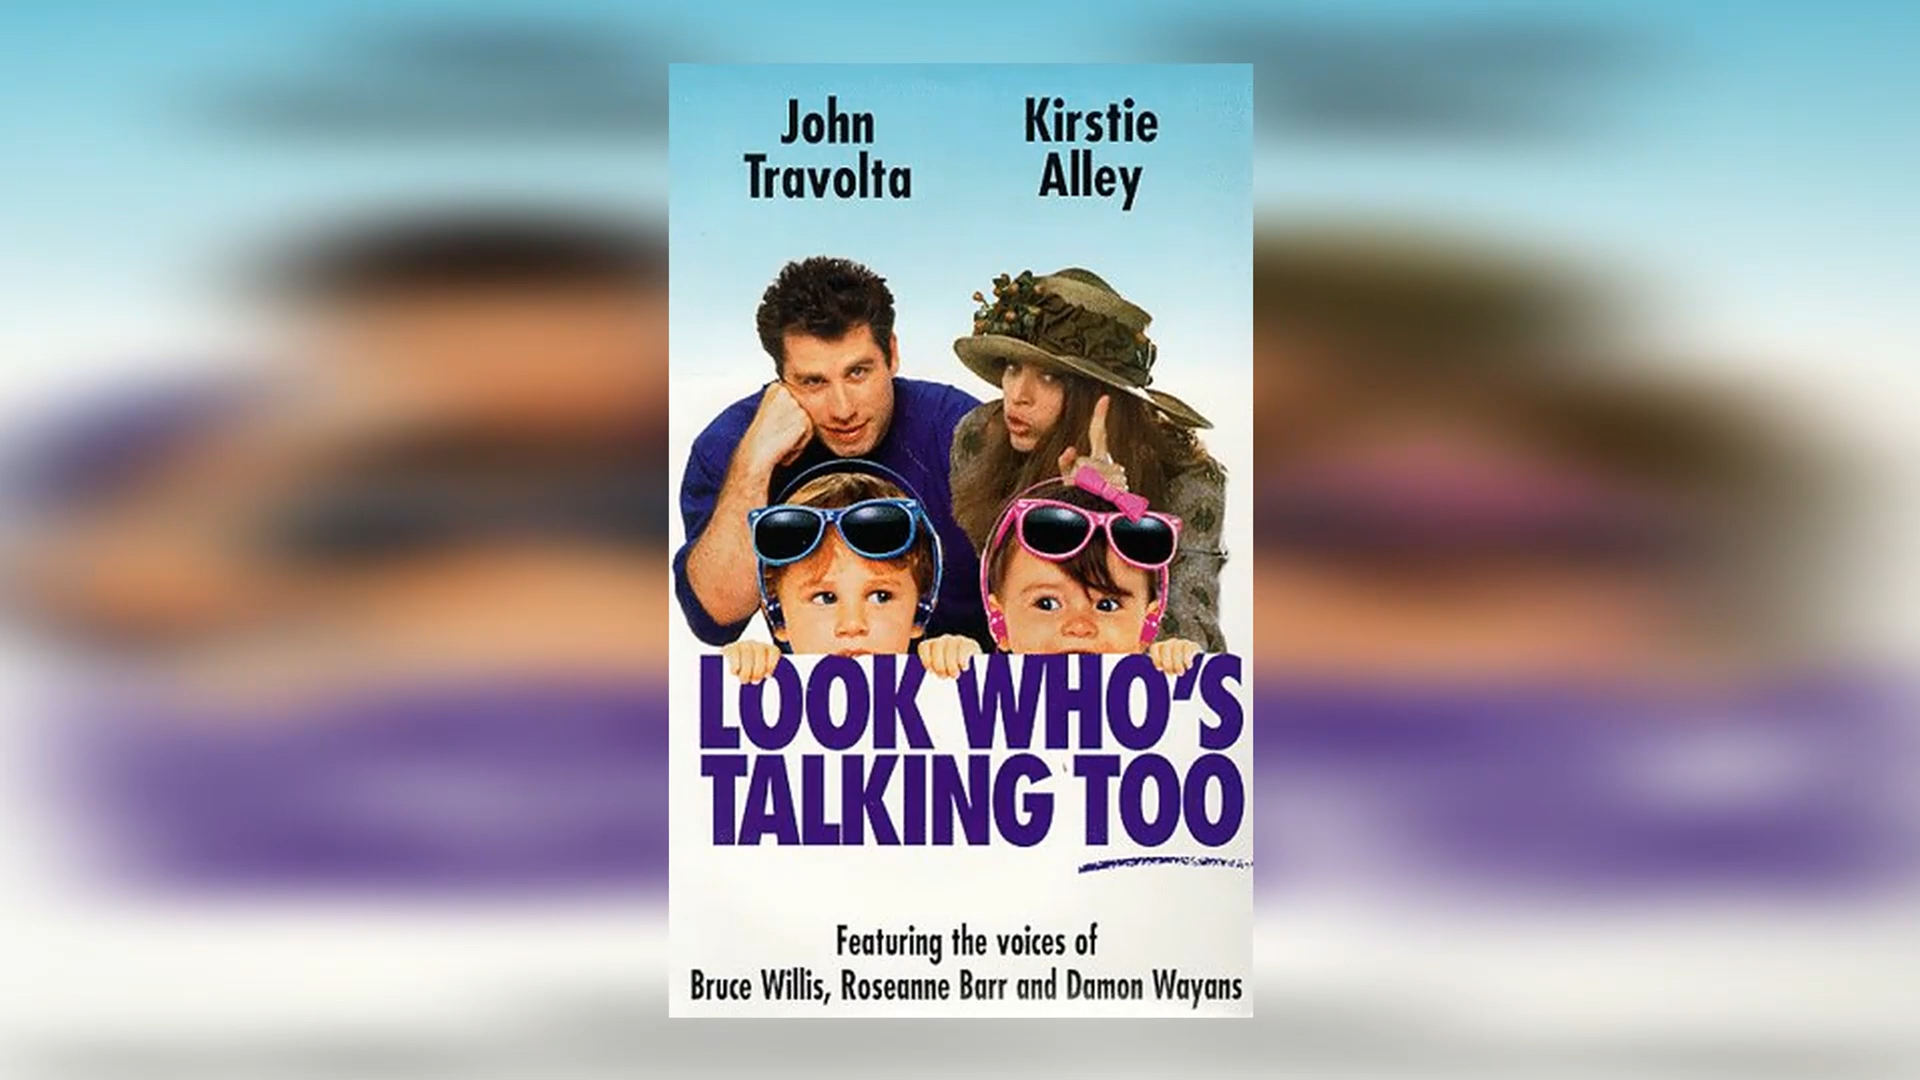 John Travolta
Kirstie Alley
LOOK WHO'S
TALKING TOO
Featuring the voices of
Bruce Willis, Roseanne Barr and Damon Wayans